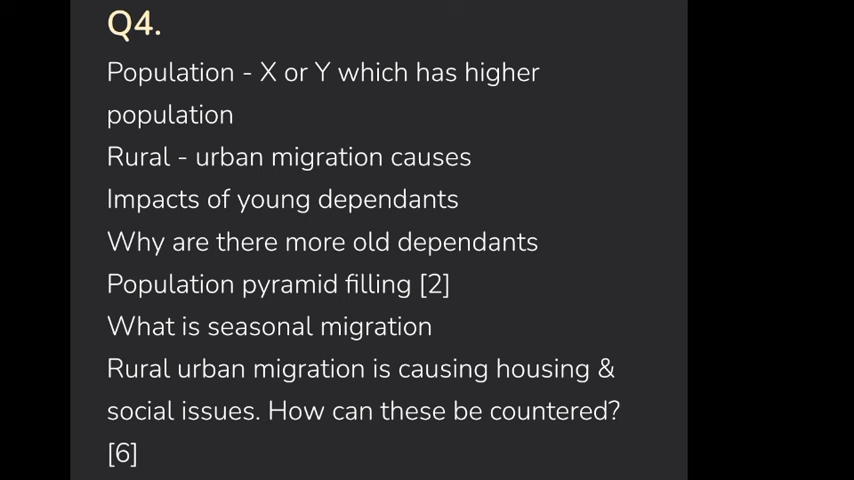 Q4.
Population - X or Y which has higher
population
Rural - urban migration causes
Impacts of young dependants
Why are there more old dependants
Population pyramid filling [2]
What is seasonal migration
Rural urban migration is causing housing &
social issues. How can these be countered?
[6]